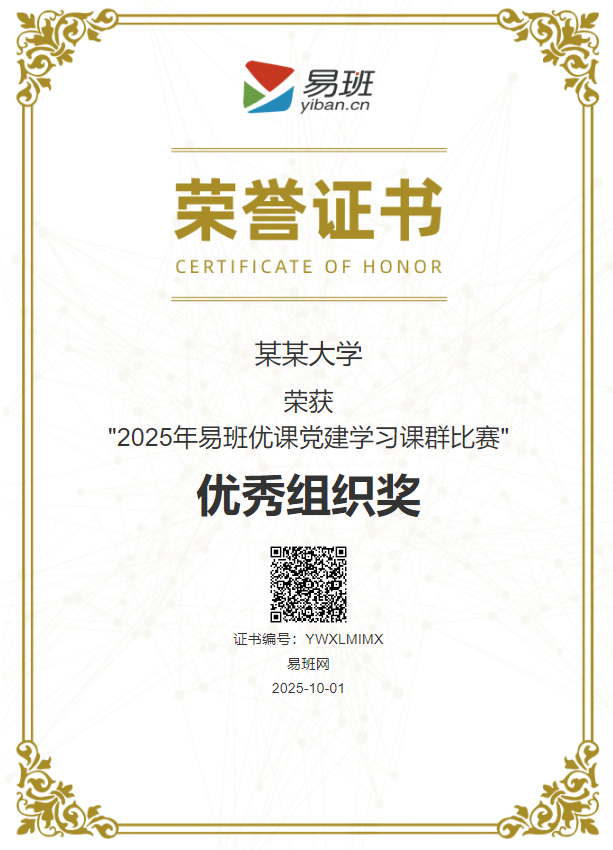 易班
yiban.cn
荣誉证书
CERTIFICATE OF HONOR
某某大学
荣获
"2025年易班优课党建学习课群比赛"
优秀组织奖
证书编号：YWXLMIMX
易班网
2025-10-01